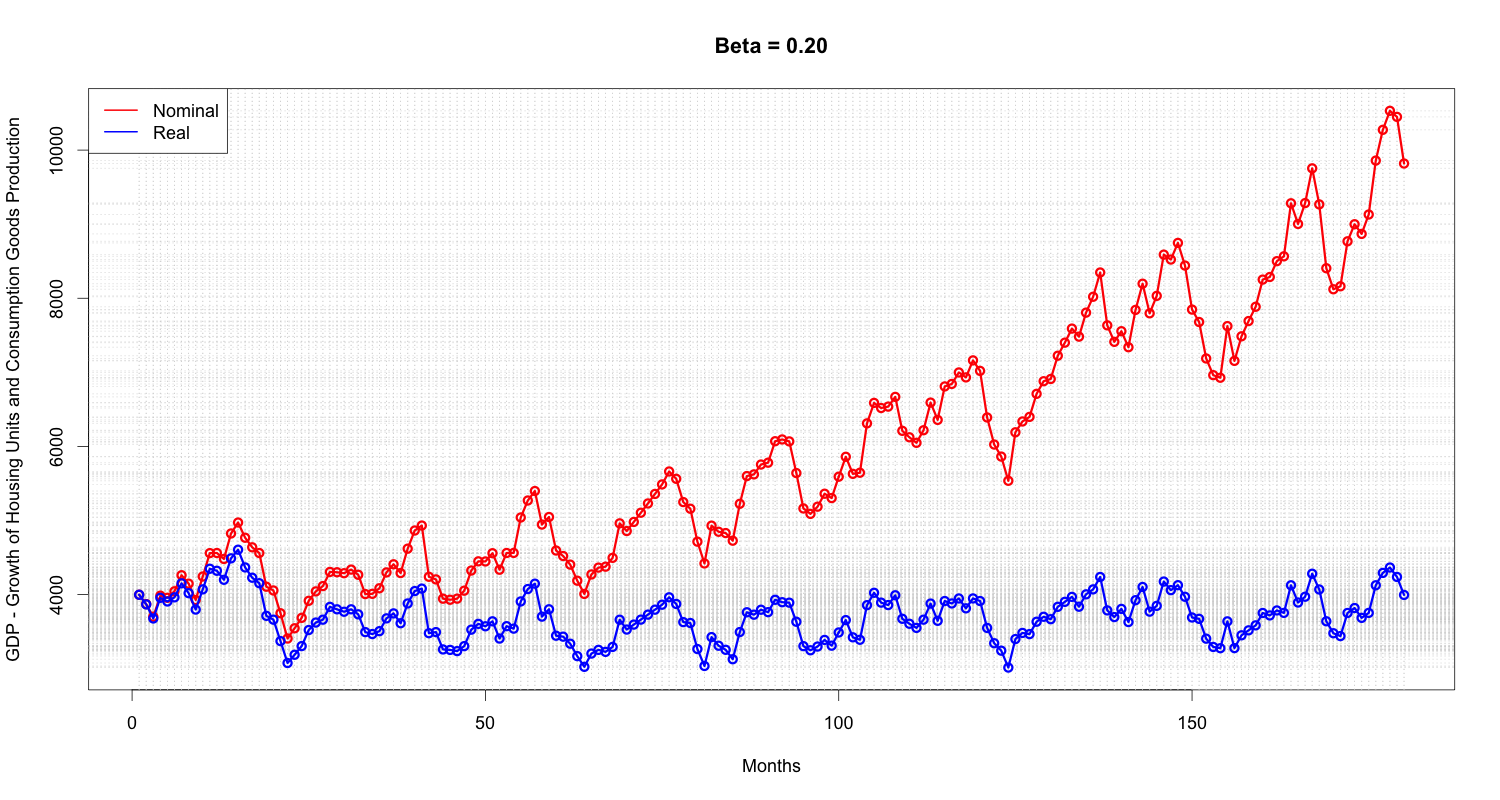 Beta = 0.20
Nominal
Real
GDP - Growth of Housing Units and Consumption Goods Production
10000
8000
6000
4000
0 50 100 150
Months